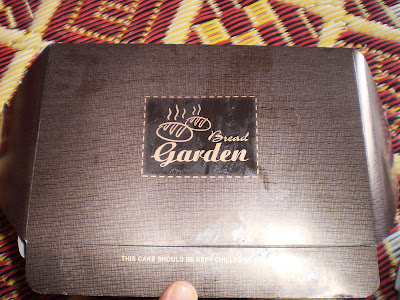 Bread
Garden
THIS CAKE SHOULD BE KEPT CHILLED